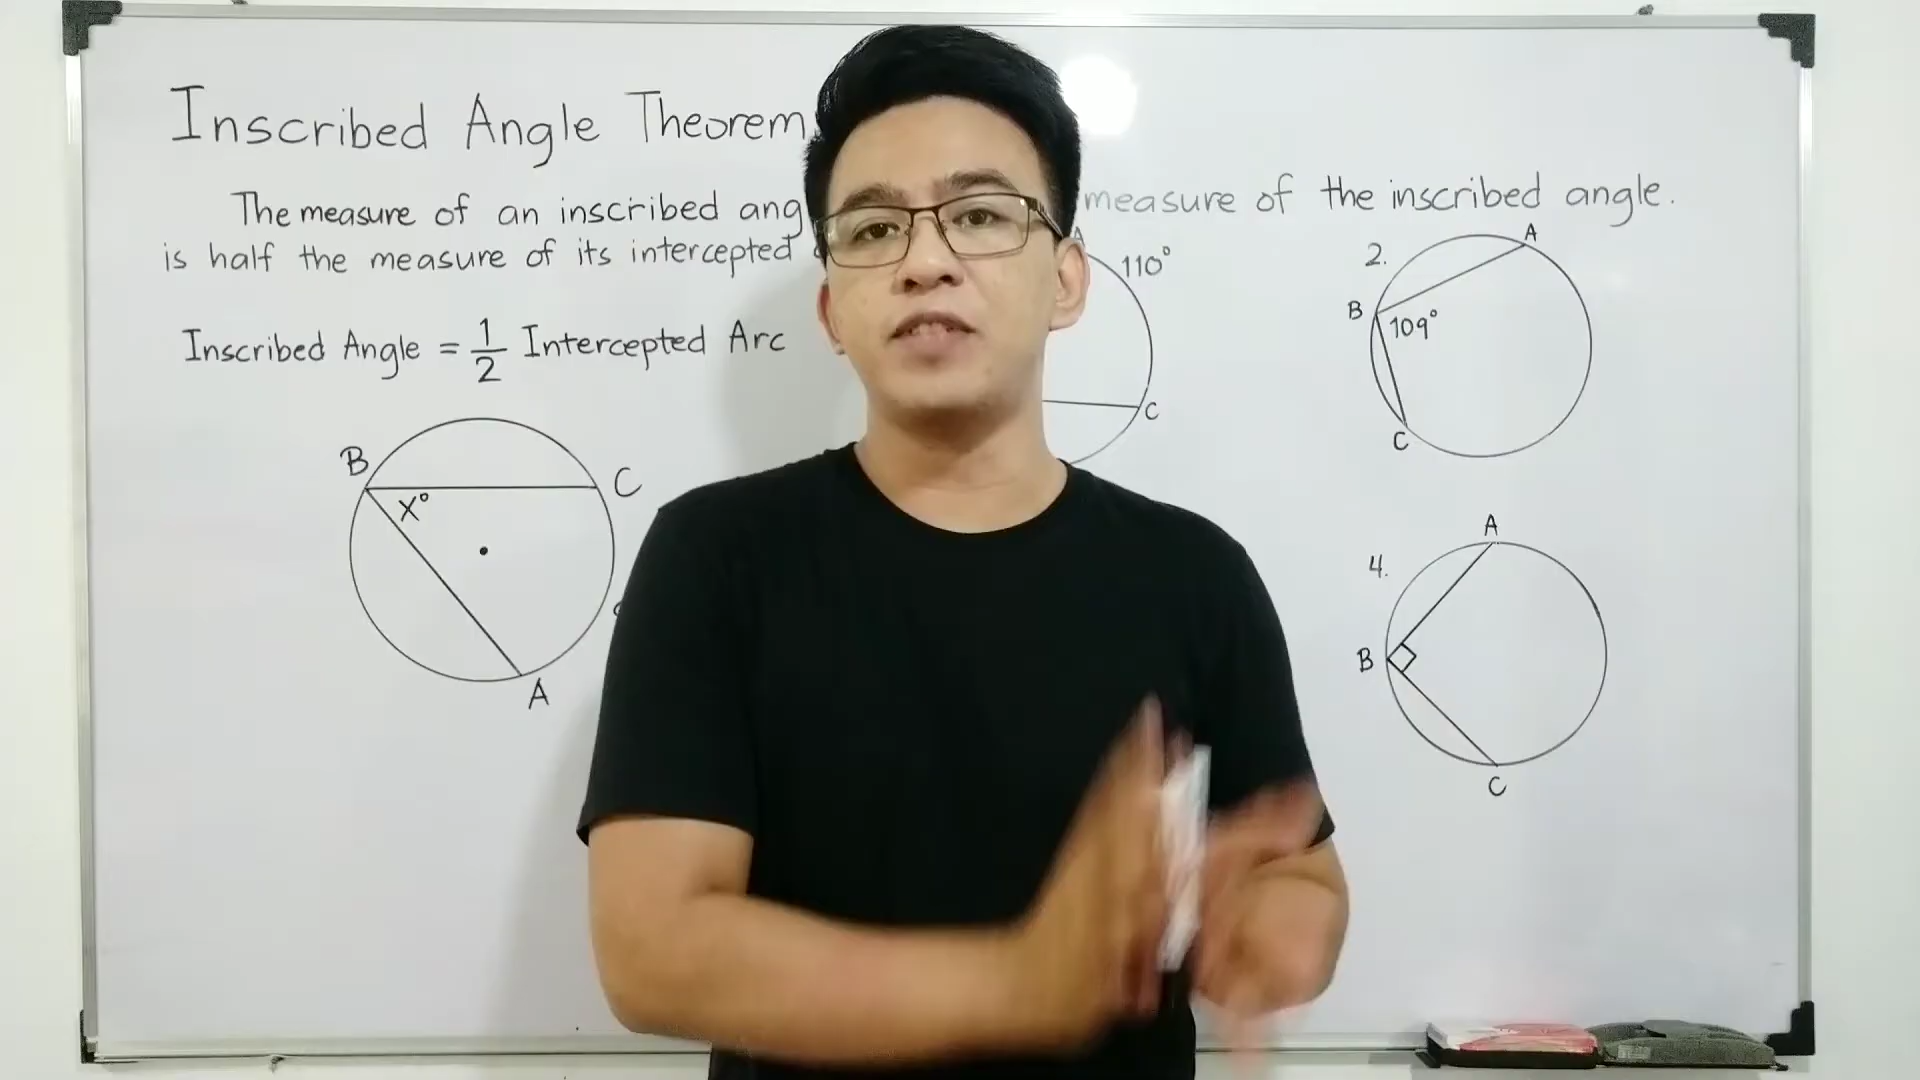 Inscribed Angle Theorem
The measure of an inscribed
is half the measure of its intercepted
Inscribed Angle = 1/2 Intercepted Arc
B
C
X°
A
measure of the inscribed angle.
A
110°
C
2.
A
B
109°
C
4.
A
B
C